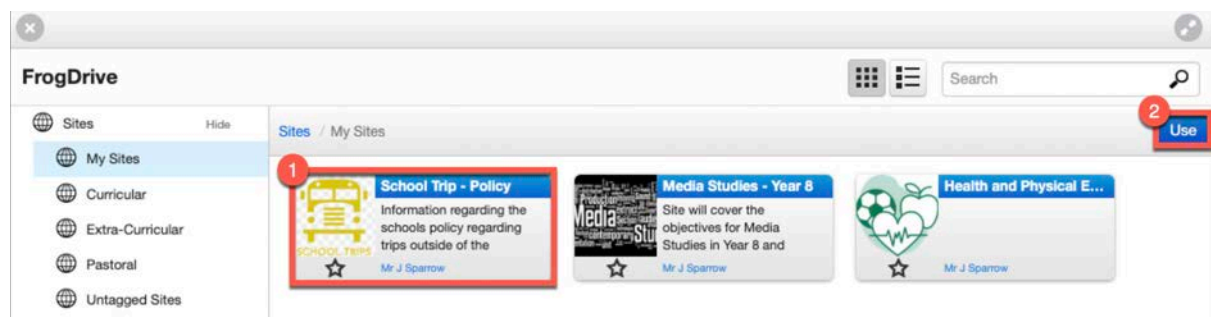 FrogDrive
Search
Sites Hide
My Sites
Curricular
Extra-Curricular
Pastoral
Untagged Sites
Sites / My Sites
2
Use
1
School Trip - Policy
Information regarding the
schools policy regarding
trips outside of the
Mr J Sparrow
SCHOOL TRIPS
Media Studies - Year 8
Site will cover the
objectives for Media
Studies in Year 8 and
Mr J Sparrow
Production
Media
contemporary
Health and Physical E...
Mr J Sparrow